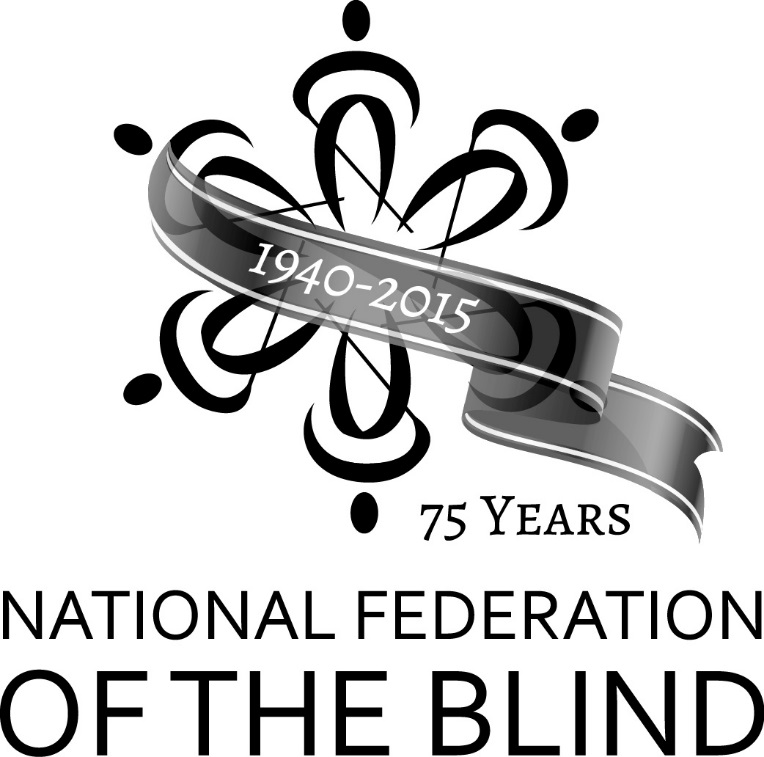 1940-2015
75 YEARS
NATIONAL FEDERATION
OF THE BLIND